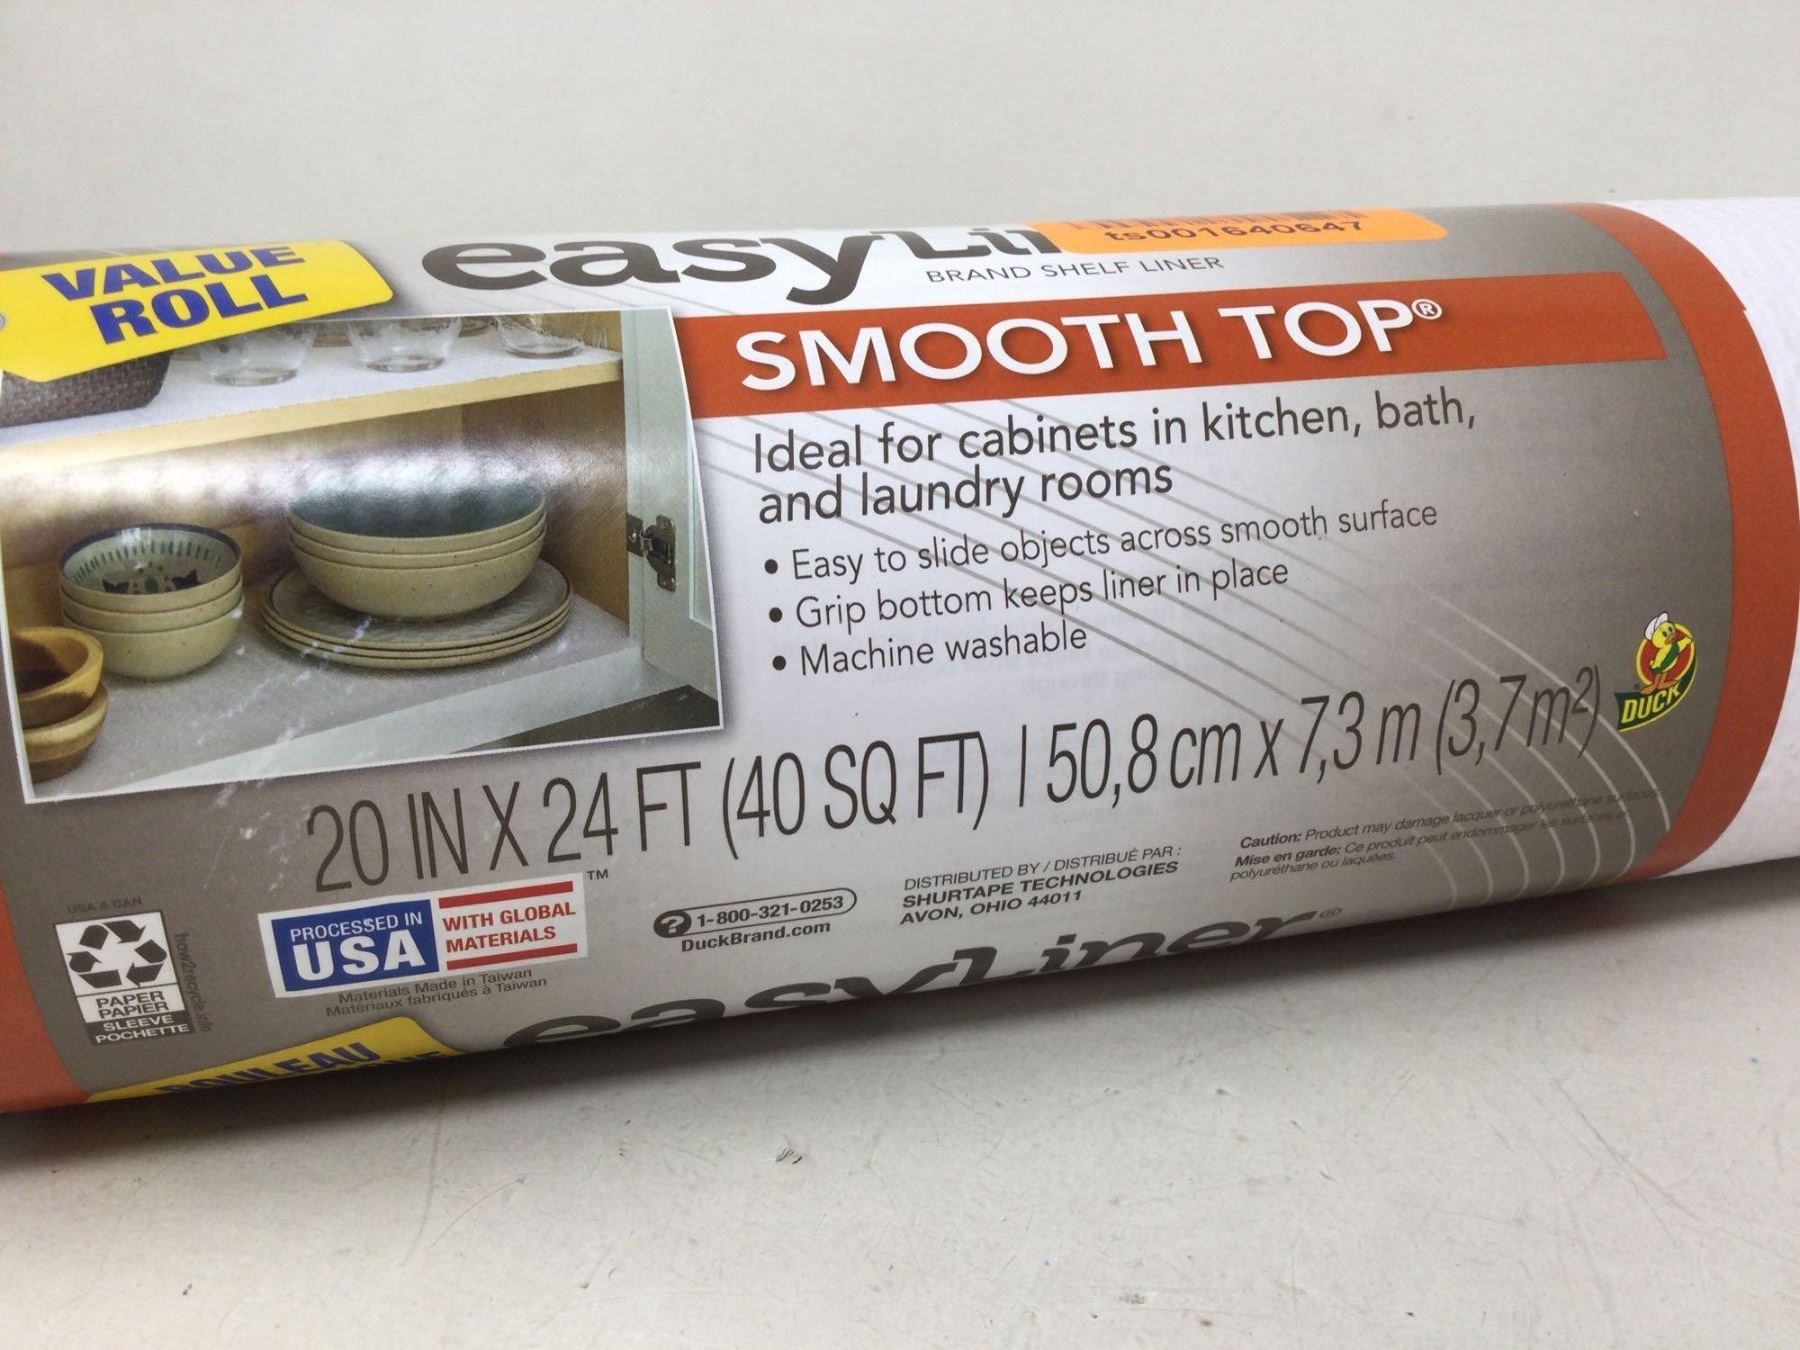 VALUE
ROLL
easyLi
ts001640647
BRAND SHELF LINER
SMOOTH TOP®
Ideal for cabinets in kitchen, bath,
and laundry rooms
• Easy to slide objects across smooth surface
• Grip bottom keeps liner in place
• Machine washable
DUCK
20 IN X 24 FT (40 SQ FT) | 50,8 cm x 7,3 m (3,7 m²)
Caution: Product may damage lacquer or polyurethane surfaces.
Mise en garde: Ce produit peut endommager les surfaces en
polyuréthane ou laquées.
USA & CAN
PAPER
PAPIER
SLEEVE
POCHETTE
how2recycle.info
PROCESSED IN
USA
WITH GLOBAL
MATERIALS
™
Materials Made in Taiwan
Matériaux fabriqués à Taiwan
? 1-800-321-0253
DuckBrand.com
DISTRIBUTED BY / DISTRIBUÉ PAR :
SHURTAPE TECHNOLOGIES
AVON, OHIO 44011
easyLiner®
ROULEAU